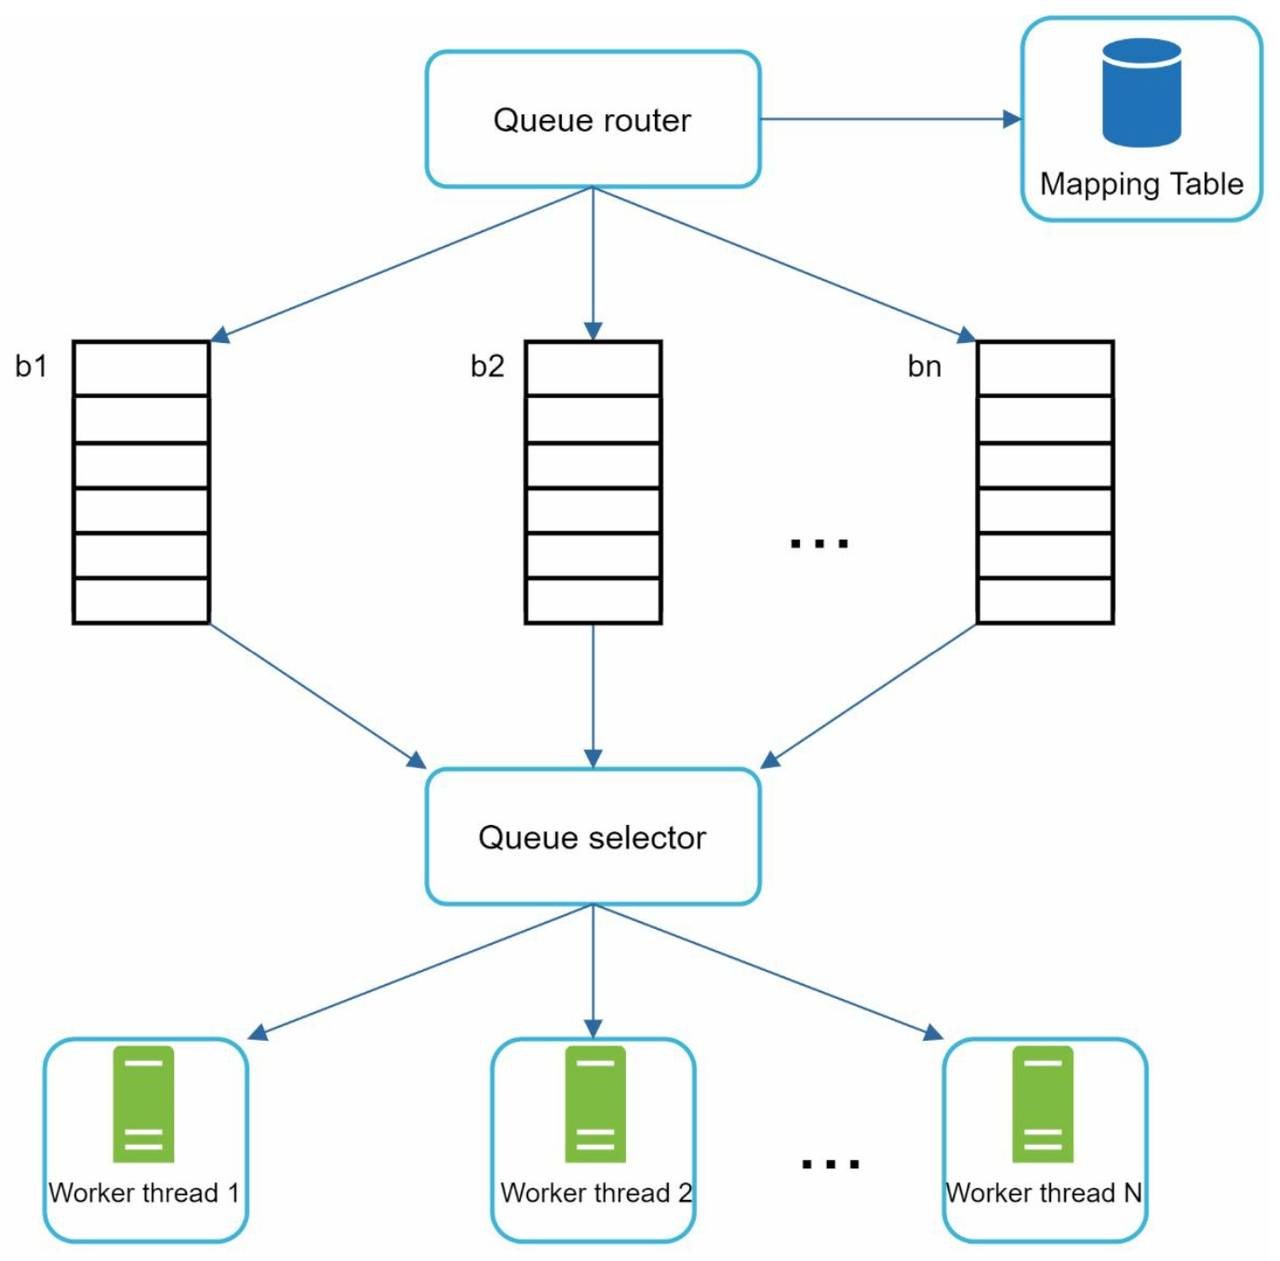 Queue router
Mapping Table
b1
b2
bn
...
Queue selector
...
Worker thread 1
Worker thread 2
Worker thread N